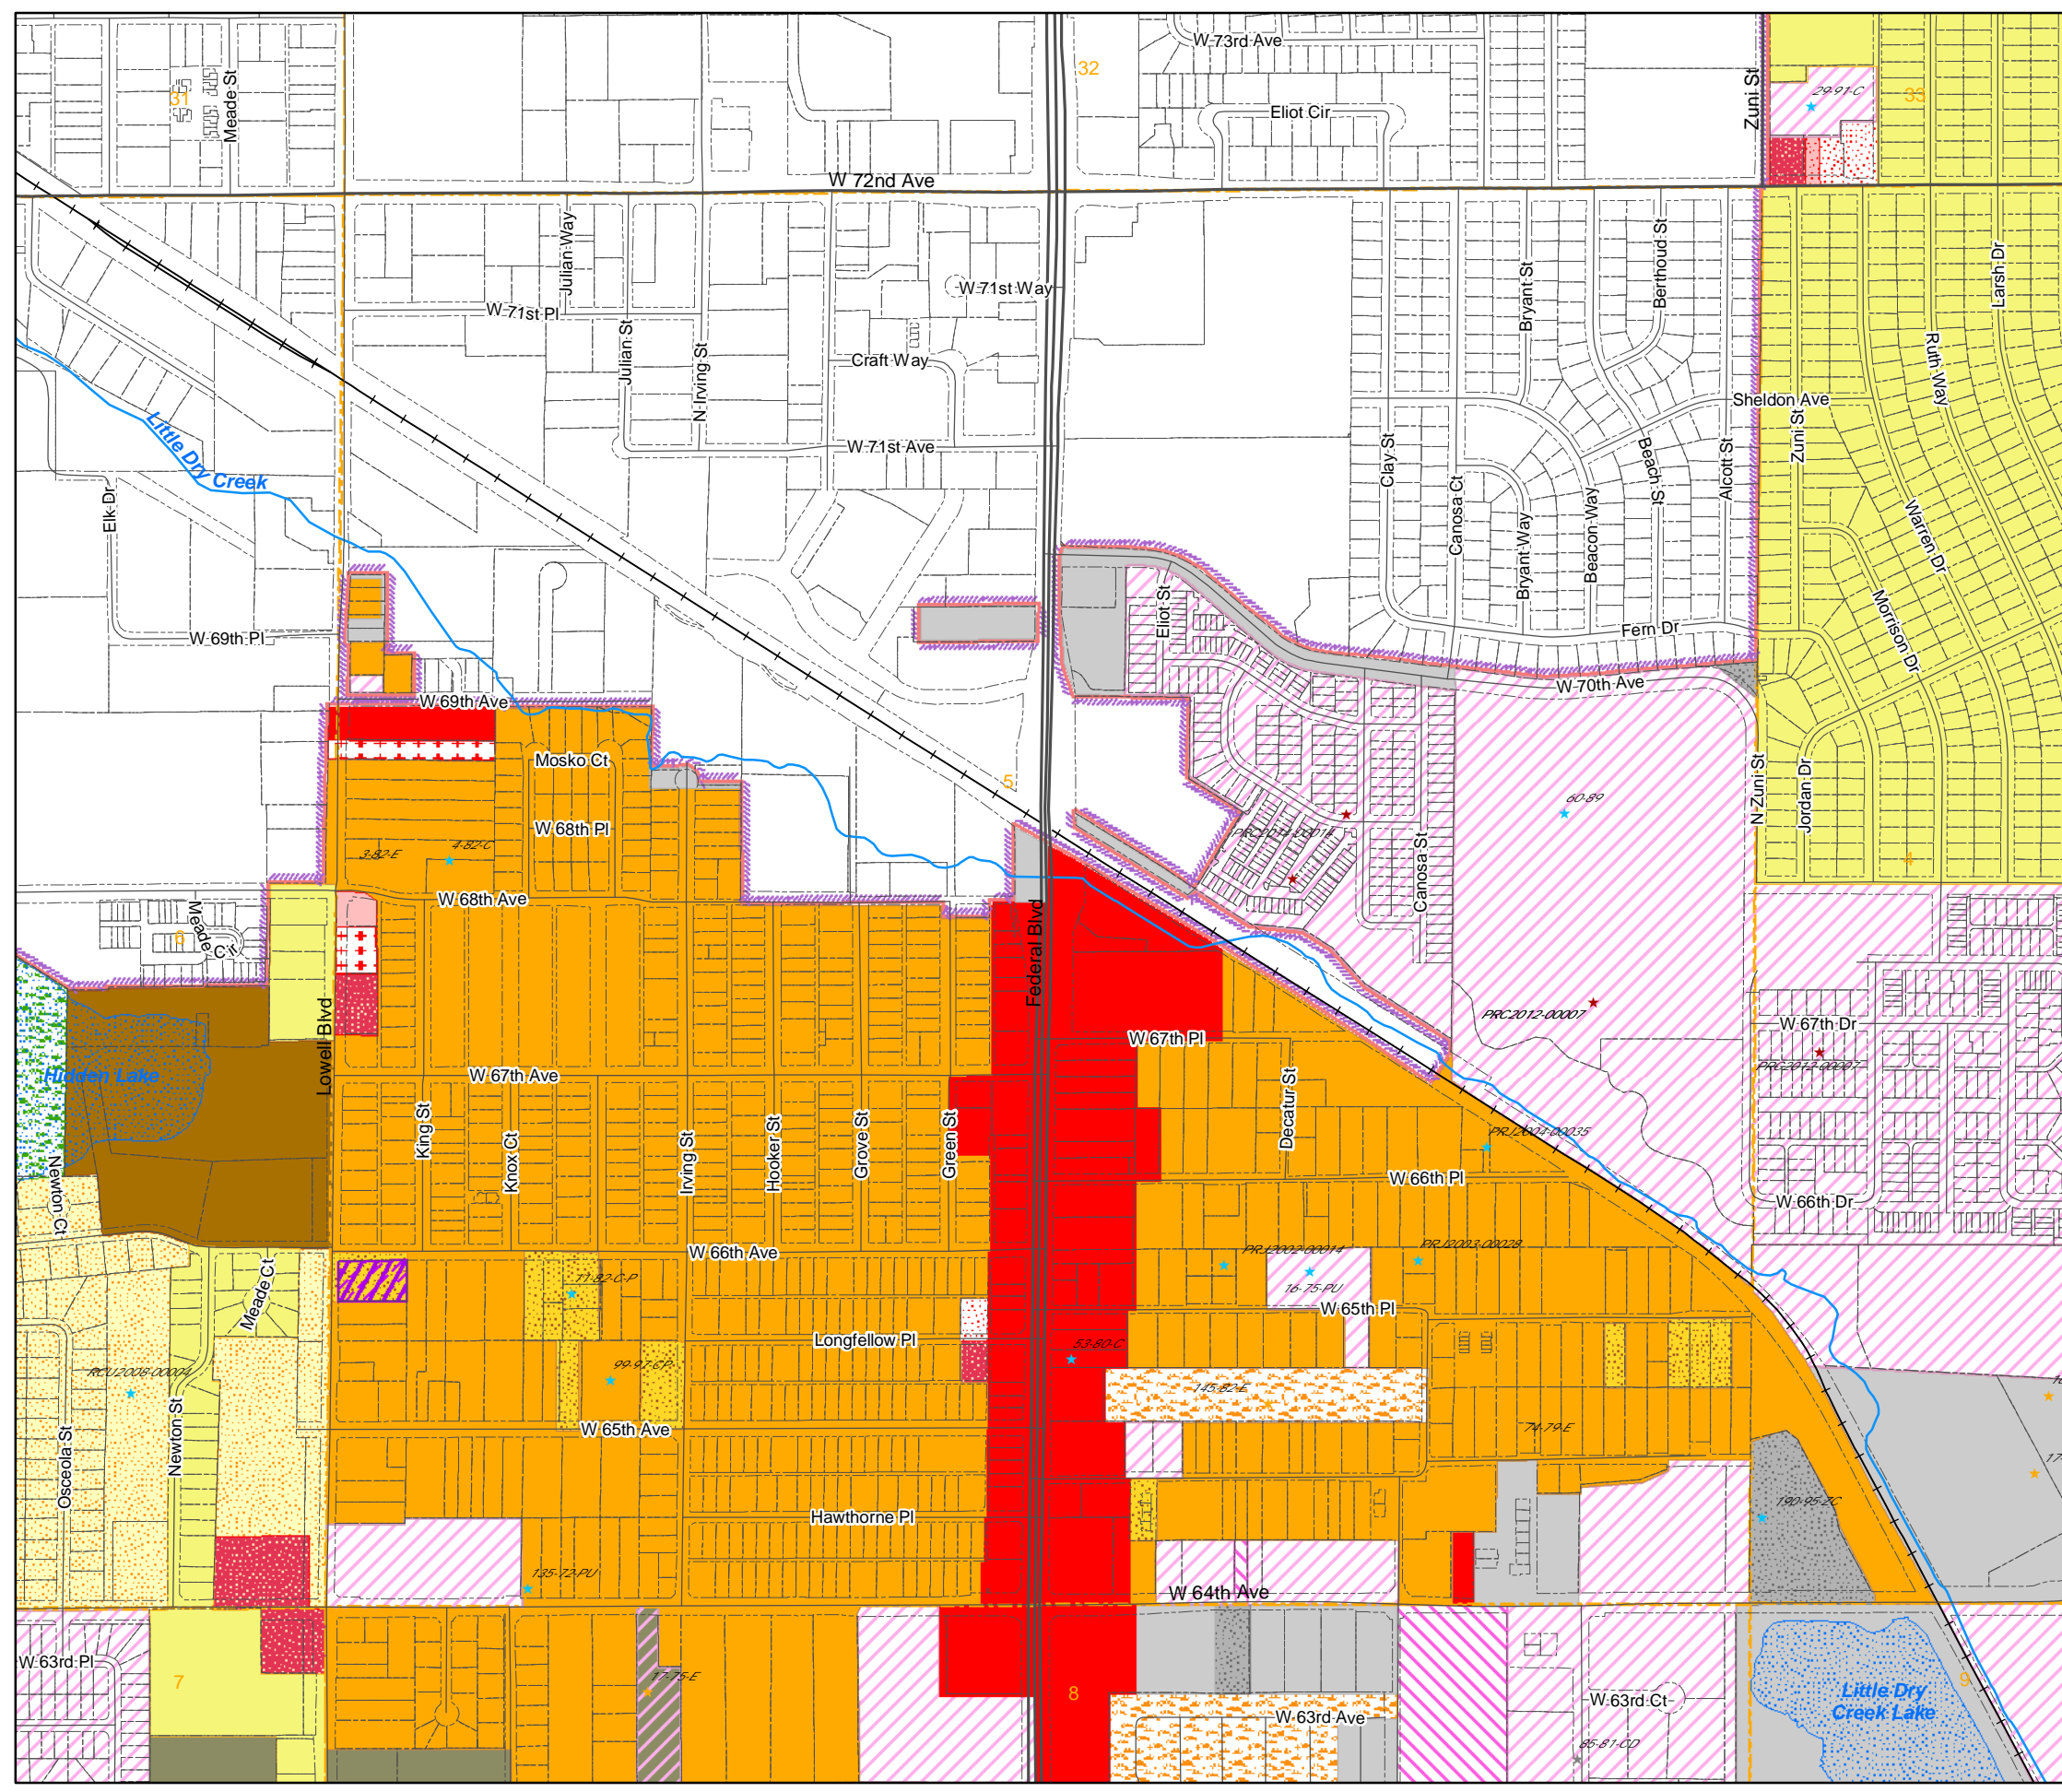 W 73rd Ave
32
31
Meade St
Eliot Cir
Zuni St
29-91-C
33
W 72nd Ave
Julian Way
W 71st Way
W 71st Pl
Julian St
N Irving St
Craft Way
Bryant St
Berthoud St
Larsh Dr
Ruth Way
Sheldon Ave
Zuni St
Little Dry Creek
W 71st Ave
Clay St
Canosa Ct
Beach St
Alcott St
Elk Dr
Bryant Way
Beacon Way
Warren Dr
Morrison Dr
W 69th Pl
Eliot St
Fern Dr
W 70th Ave
W 69th Ave
Mosko Ct
5
N Zuni St
Jordan Dr
60-89
W 68th Pl
PRC2014-00014
3-82-E
4-82-C
Canosa St
4
W 68th Ave
Meade Cir
6
Federal Blvd
Lowell Blvd
PRC2012-00007
W 67th Dr
W 67th Pl
PRC2012-00007
Hidden Lake
W 67th Ave
King St
Knox Ct
Irving St
Hooker St
Grove St
Green St
Decatur St
PRJ2004-00035
W 66th Pl
W 66th Dr
Newton Ct
W 66th Ave
PRJ2002-00014
PRJ2003-00028
Meade Ct
71-82-C-P
16-75-PU
W 65th Pl
Longfellow Pl
53-80-C
99-97-CP
RCU2008-00004
145-82-E
Newton St
Osceola St
W 65th Ave
74-79-E
190-95-ZC
Hawthorne Pl
135-72-PU
W 64th Ave
W 63rd Pl
7
17-75-E
8
9
W 63rd Ct
Little Dry
Creek Lake
W 63rd Ave
85-81-CD